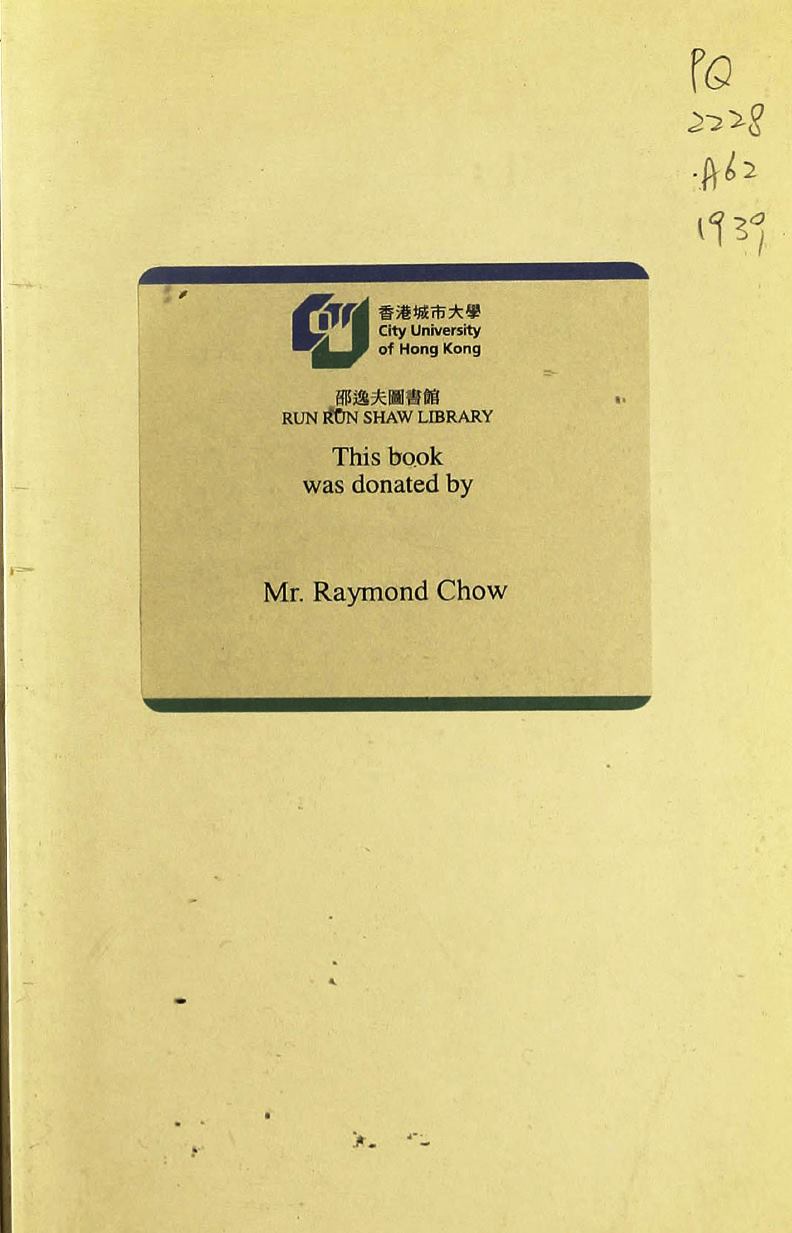 PQ
2228
.A62
1939
香港城市大學
City University
of Hong Kong
邵逸夫圖書館
RUN RUN SHAW LIBRARY
This book
was donated by
Mr. Raymond Chow